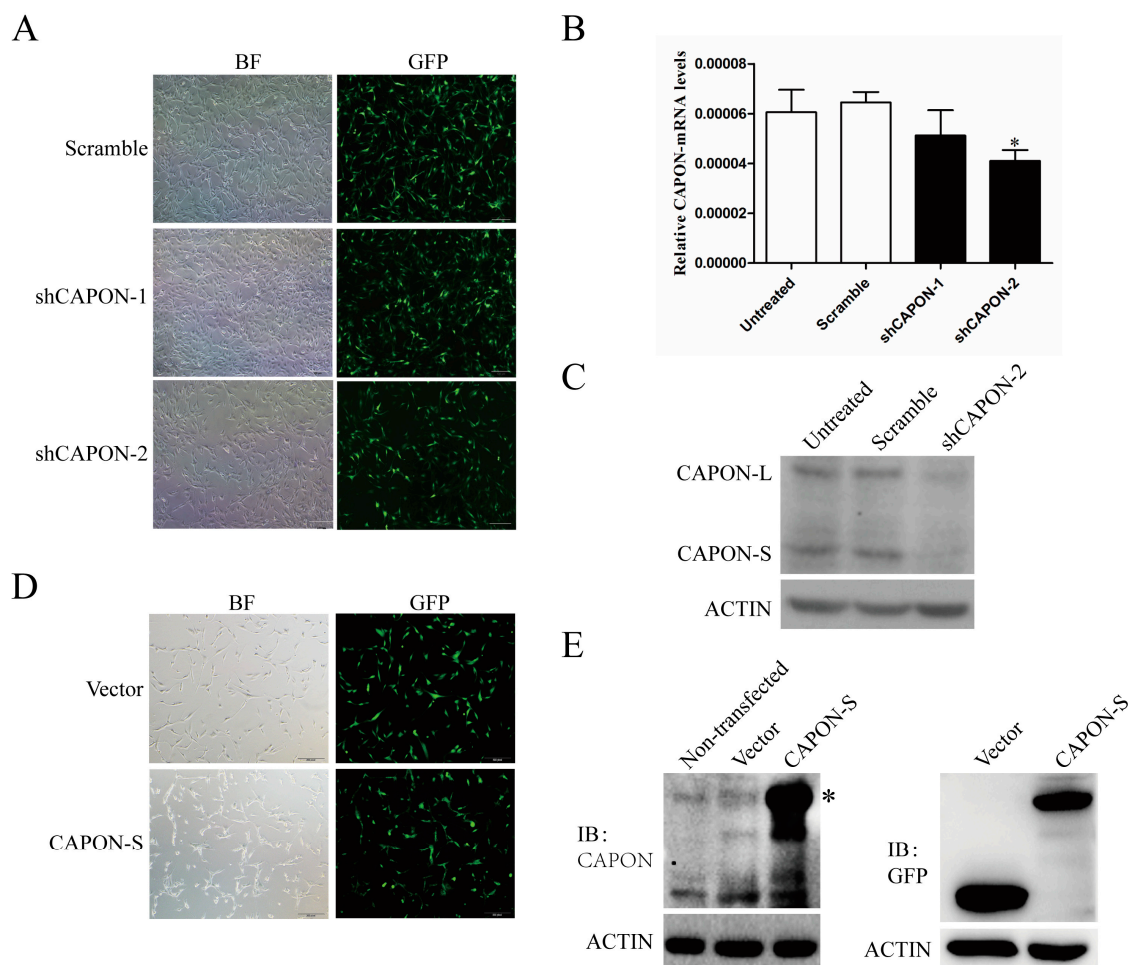 A
BF
GFP
Scramble
shCAPON-1
shCAPON-2
B
Relative CAPON-mRNA levels
0.00008
0.00006
0.00004
0.00002
0.00000
*
Untreated
Scramble
shCAPON-1
shCAPON-2
C
Untreated
Scramble
shCAPON-2
CAPON-L
CAPON-S
ACTIN
D
BF
GFP
Vector
CAPON-S
E
Non-transfected
Vector
CAPON-S
*
IB:
CAPON
ACTIN
Vector
CAPON-S
IB:
GFP
ACTIN